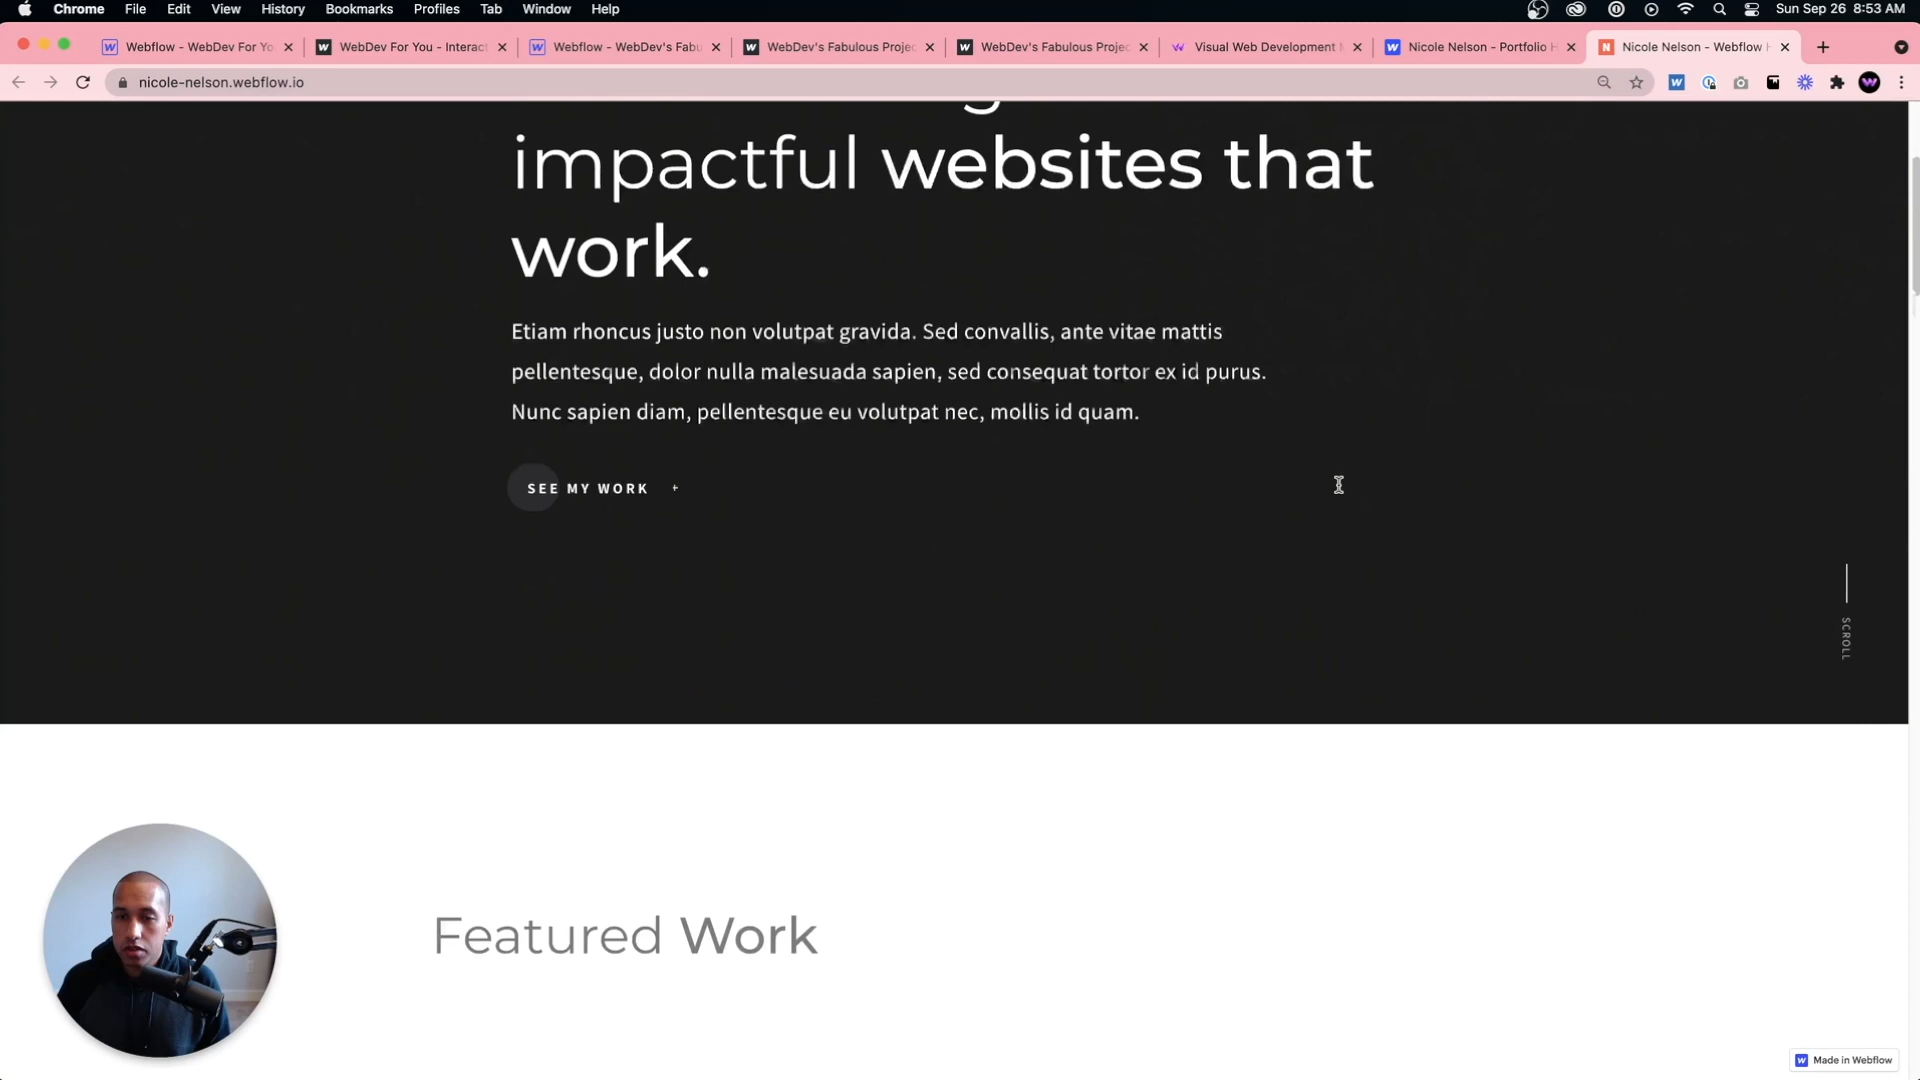 Chrome File Edit View History Bookmarks Profiles Tab Window Help Sun Sep 26 8:53 AM
Webflow - WebDev For Yo WebDev For You - Interact Webflow - WebDev's Fabu WebDev's Fabulous Projec WebDev's Fabulous Projec Visual Web Development Nicole Nelson - Portfolio H Nicole Nelson - Webflow H
nicole-nelson.webflow.io
impactful websites that
work.
Etiam rhoncus justo non volutpat gravida. Sed convallis, ante vitae mattis
pellentesque, dolor nulla malesuada sapien, sed consequat tortor ex id purus.
Nunc sapien diam, pellentesque eu volutpat nec, mollis id quam.
SEE MY WORK +
SCROLL
Featured Work
Made in Webflow